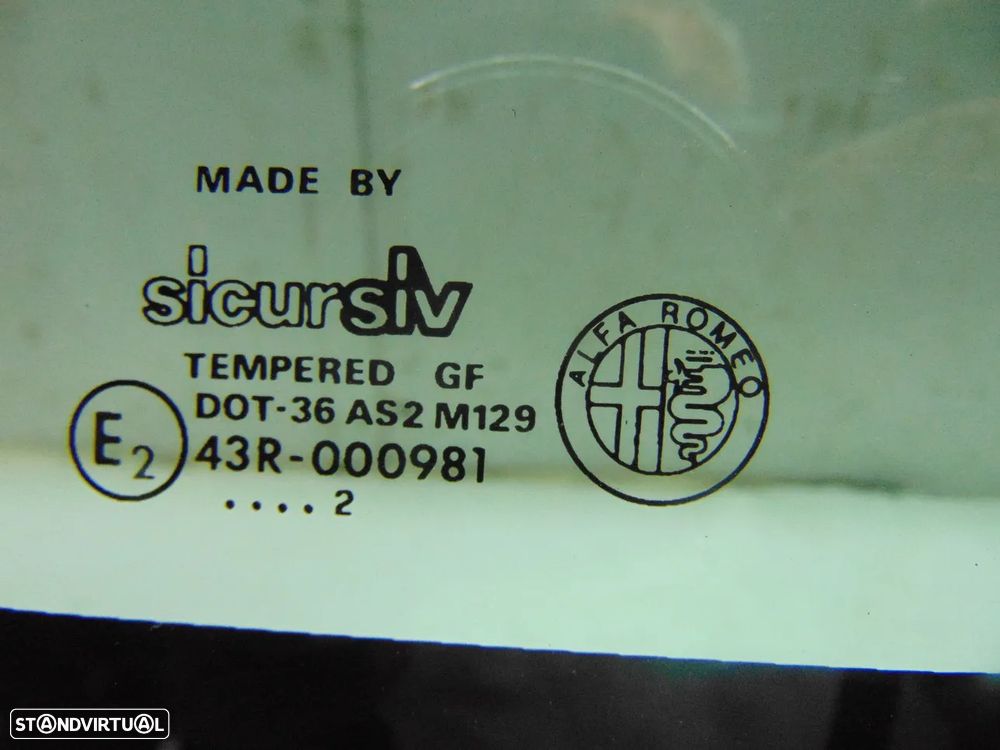 MADE BY
sicursiv
TEMPERED GF
DOT-36 AS2 M129
E2
43R-000981
....2
ALFA ROMEO
STANDVIRTUAL